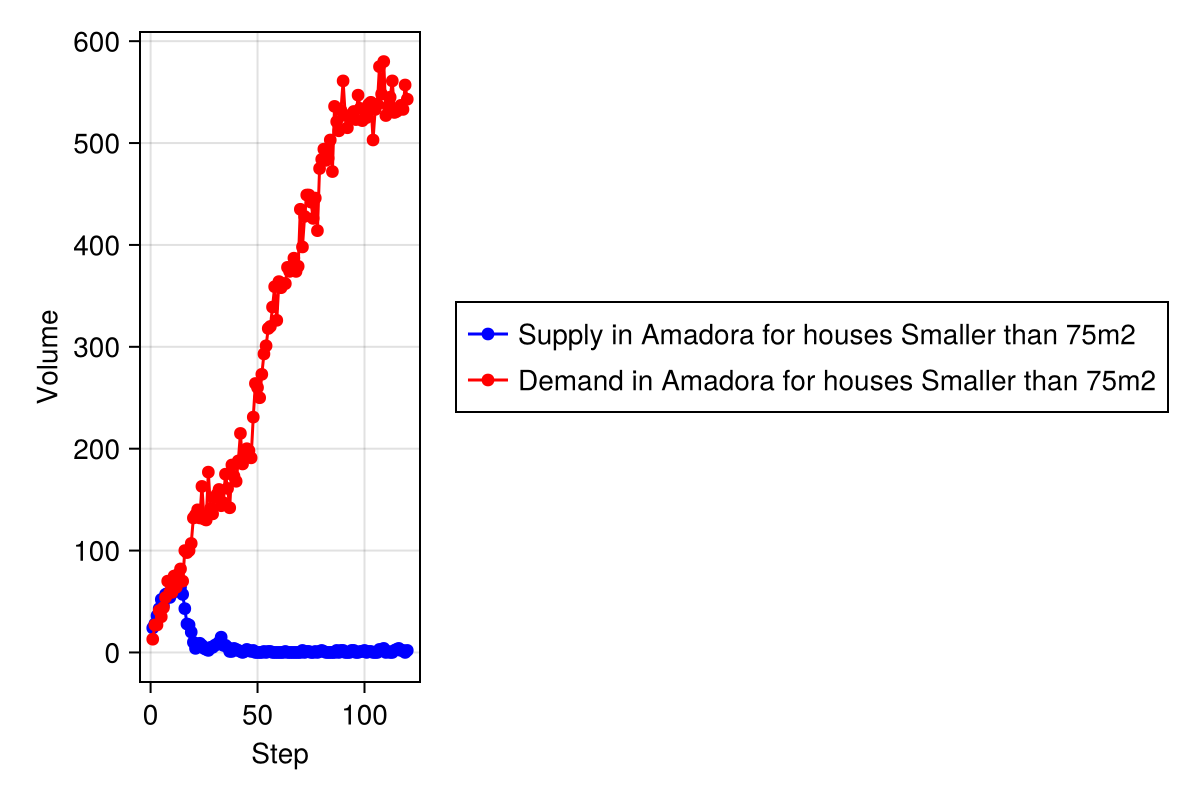 600
500
400
300
200
100
0
Volume
0 50 100
Step
Supply in Amadora for houses Smaller than 75m2
Demand in Amadora for houses Smaller than 75m2